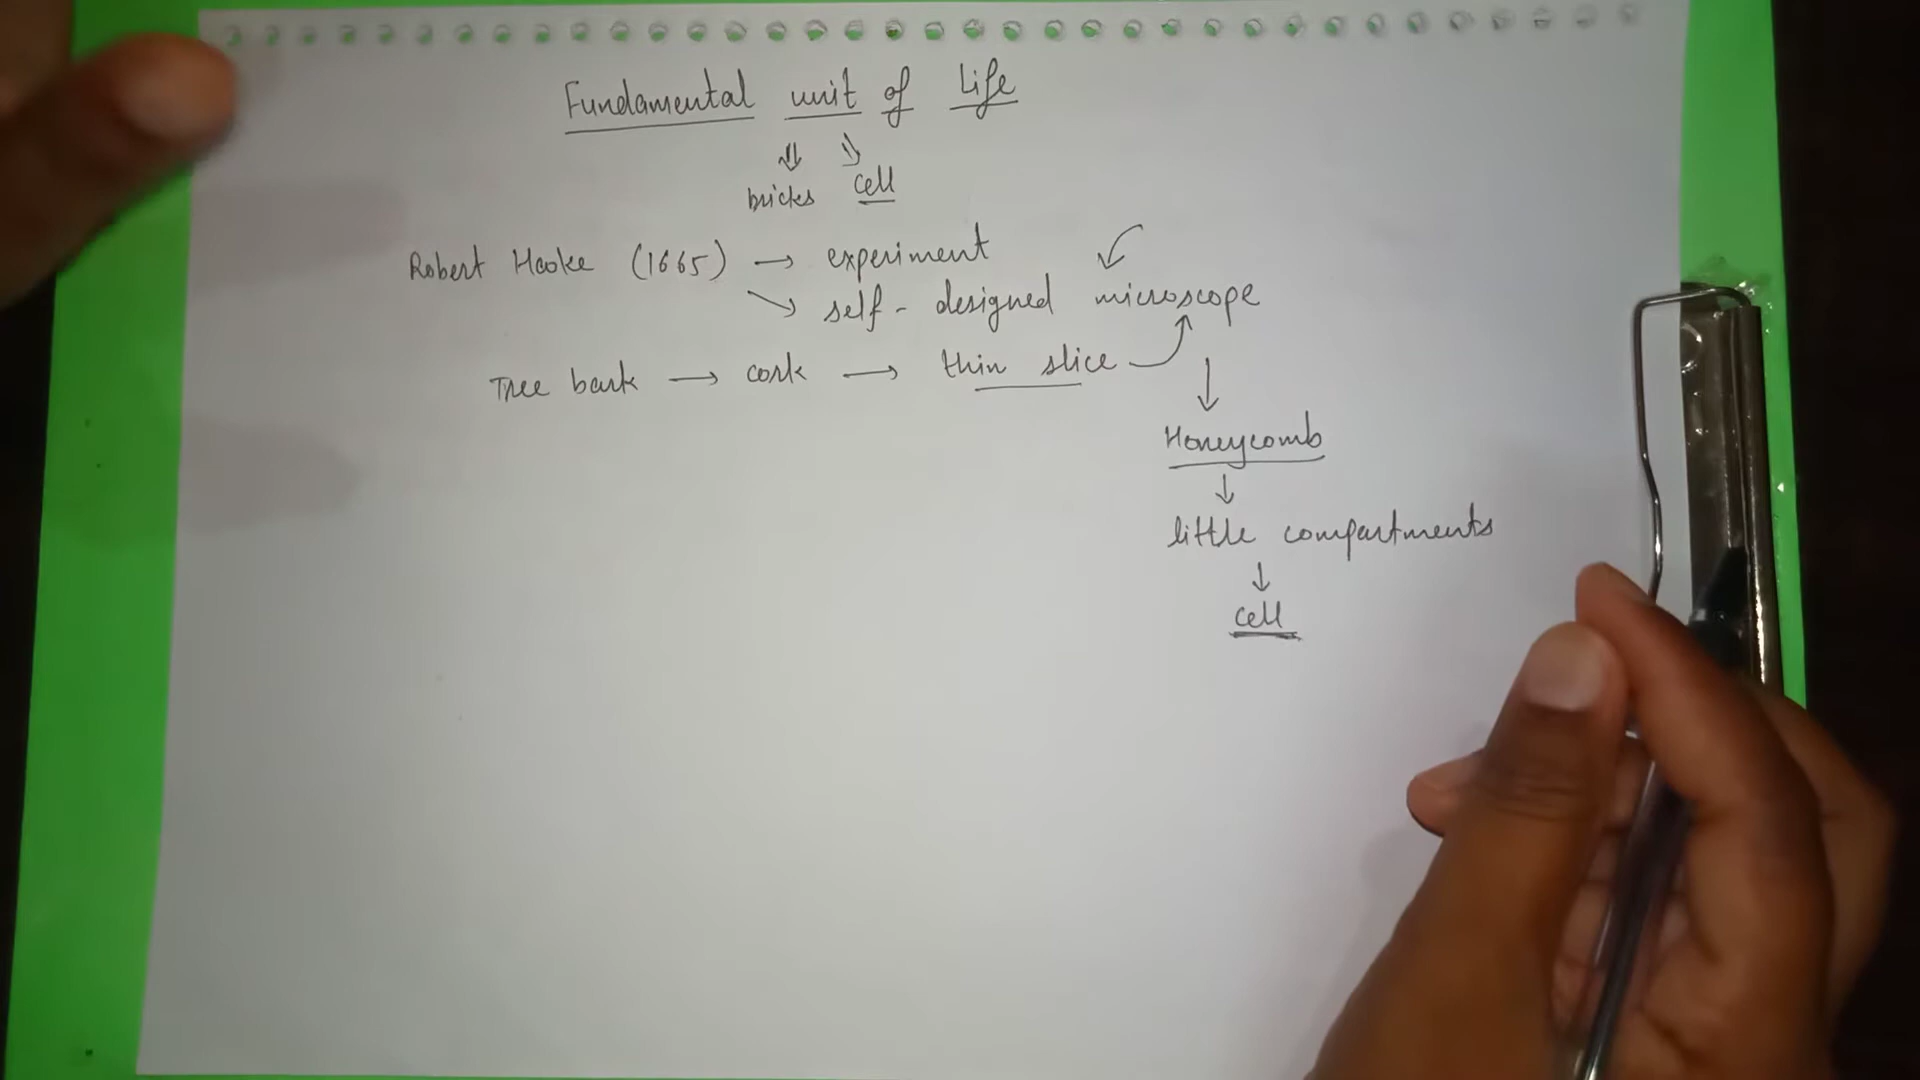 Fundamental unit of Life
⇓ ⇘
bricks cell
Robert Hooke (1665) → experiment
↘ self-designed microscope
Tree bark → cork → thin slice
↓
Honeycomb
↓
little compartments
↓
cell